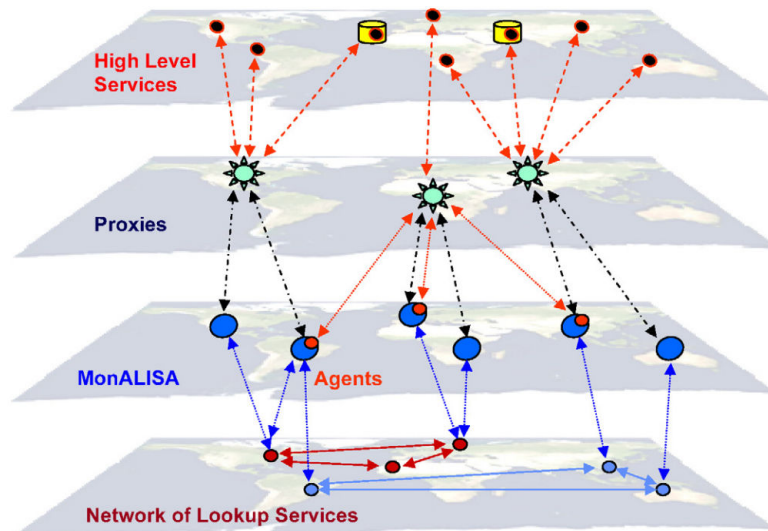 High Level
Services
Proxies
MonALISA
Agents
Network of Lookup Services